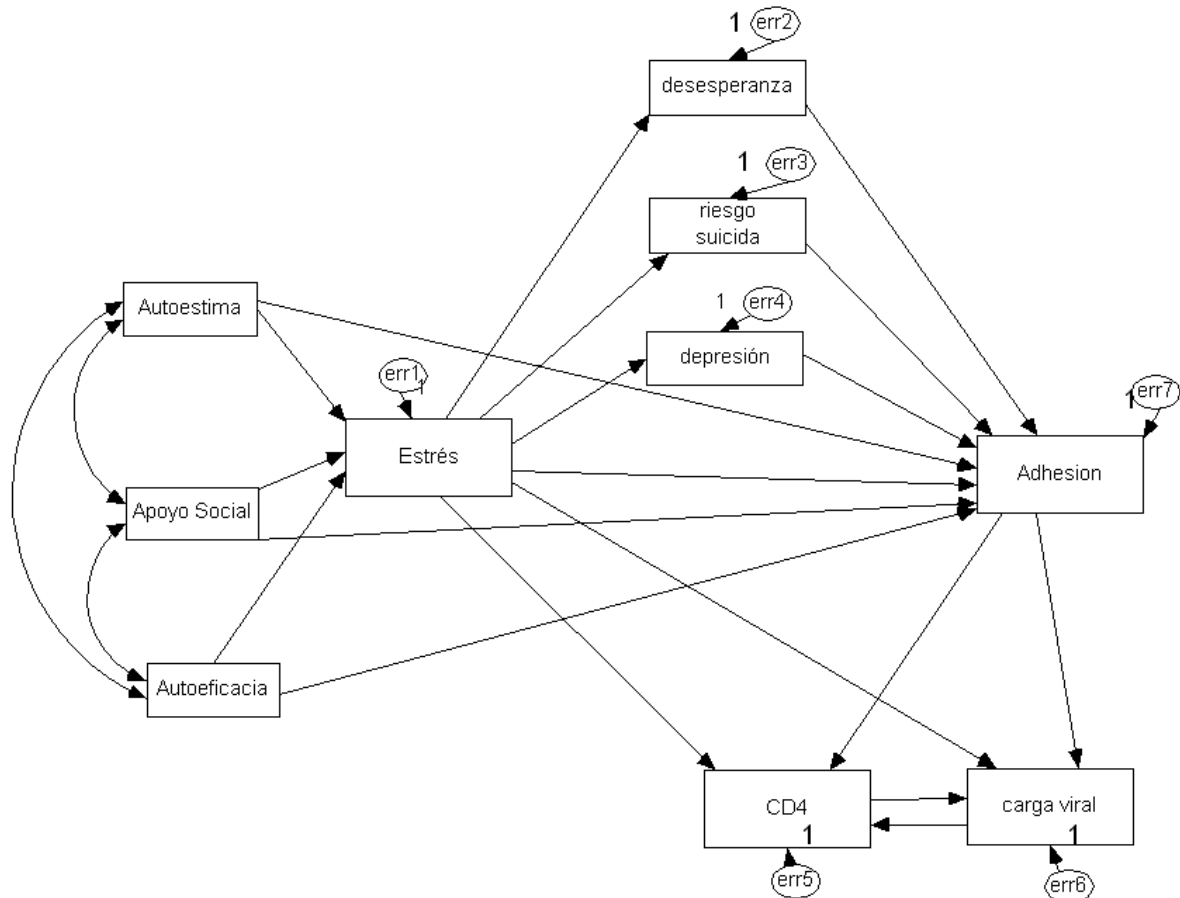 1 err2
desesperanza
1 err3
riesgo
suicida
Autoestima
1 err4
depresión
err1
1
1 err7
Estrés
Adhesion
Apoyo Social
Autoeficacia
CD4
1
carga viral
1
err5
err6